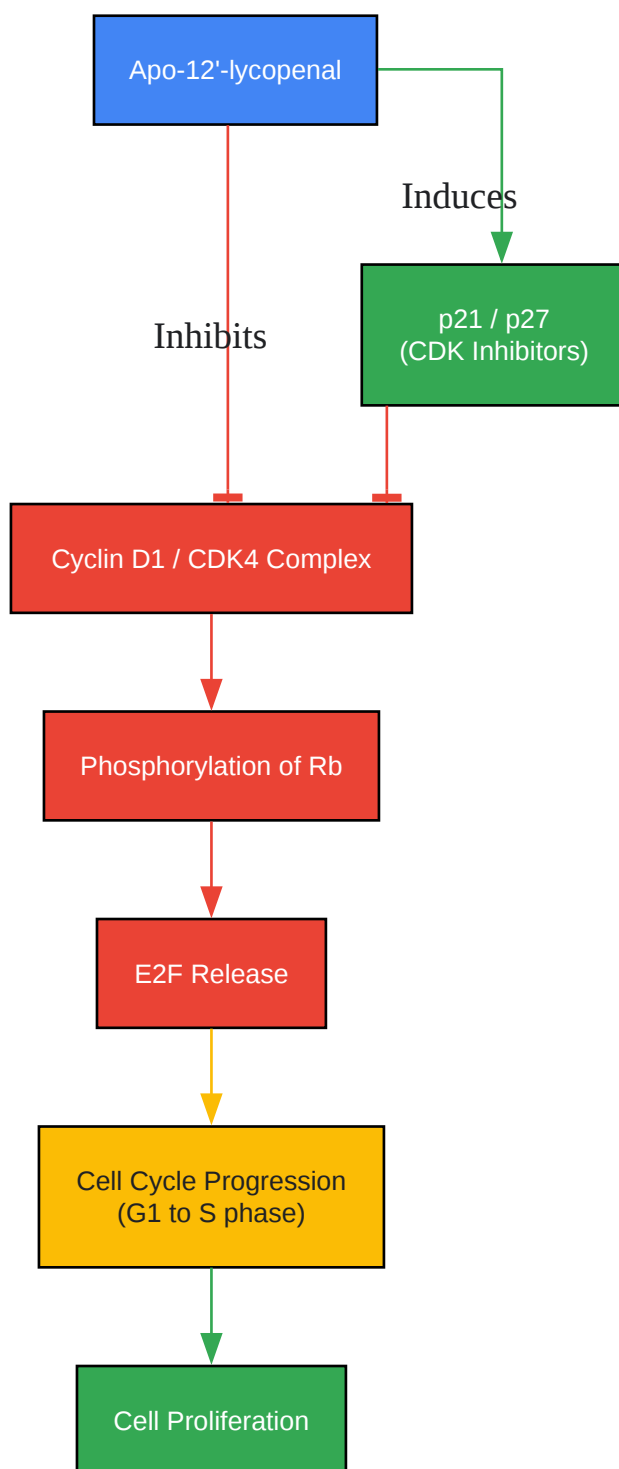 Apo-12'-lycopenal
Induces
p21 / p27
(CDK Inhibitors)
Inhibits
Cyclin D1 / CDK4 Complex
Phosphorylation of Rb
E2F Release
Cell Cycle Progression
(G1 to S phase)
Cell Proliferation